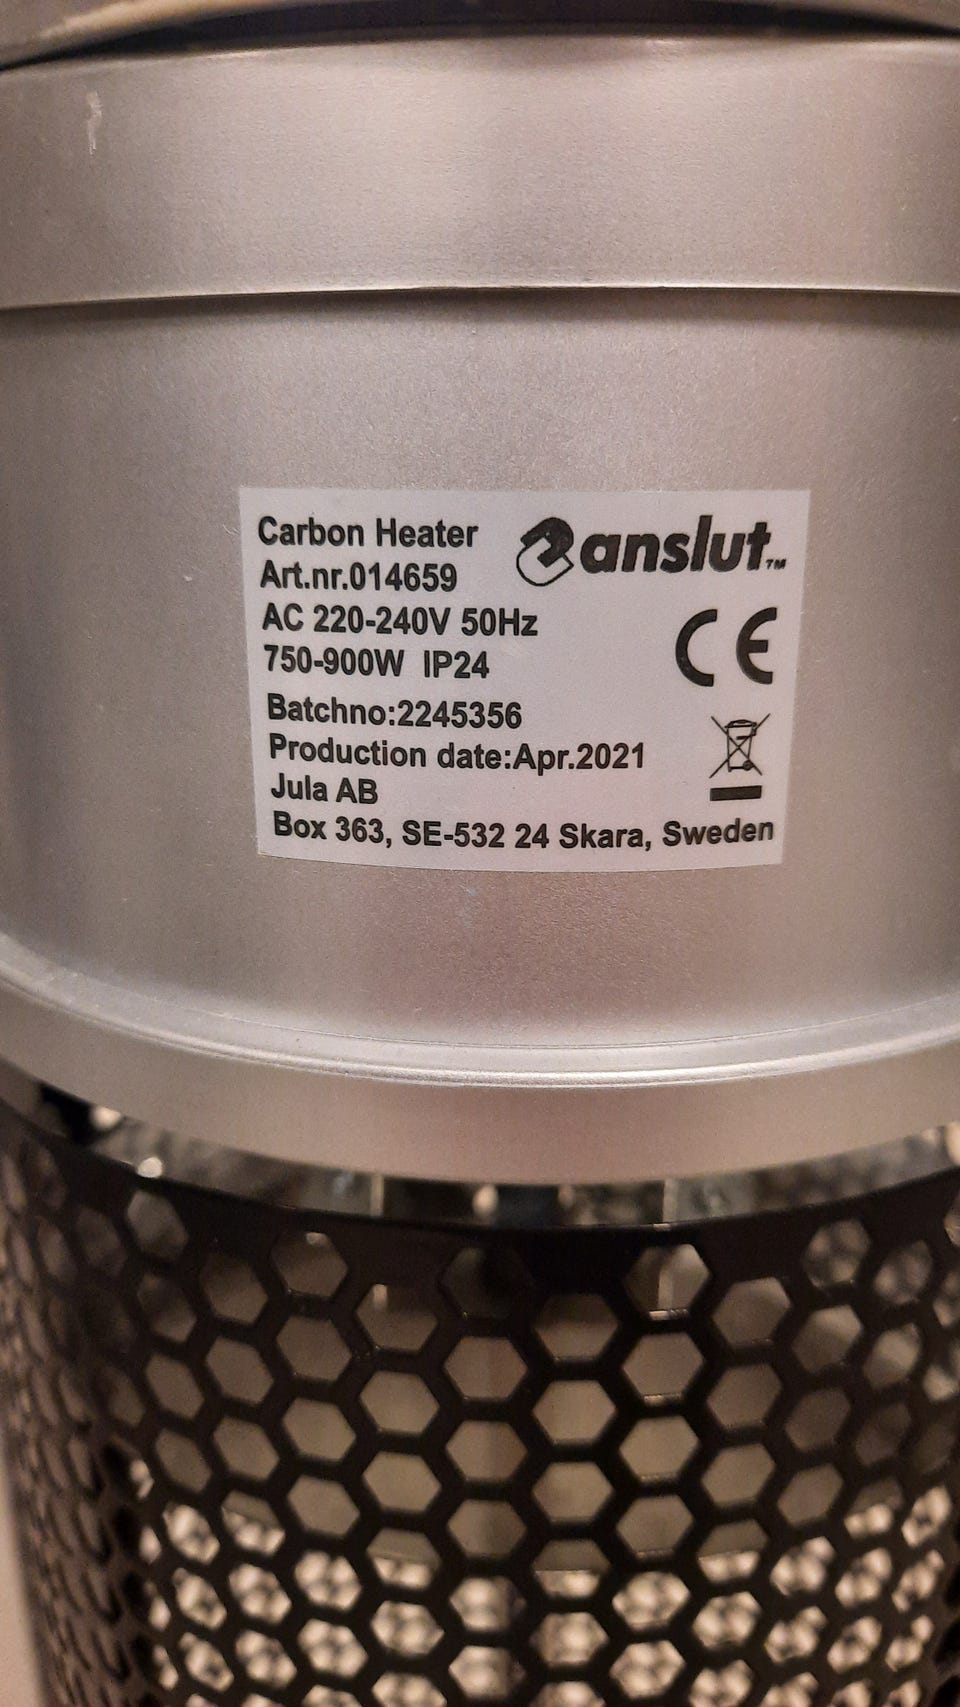 Carbon Heater
anslut™
Art.nr.014659
AC 220-240V 50Hz
750-900W IP24
CE
Batchno:2245356
Production date:Apr.2021
Jula AB
Box 363, SE-532 24 Skara, Sweden